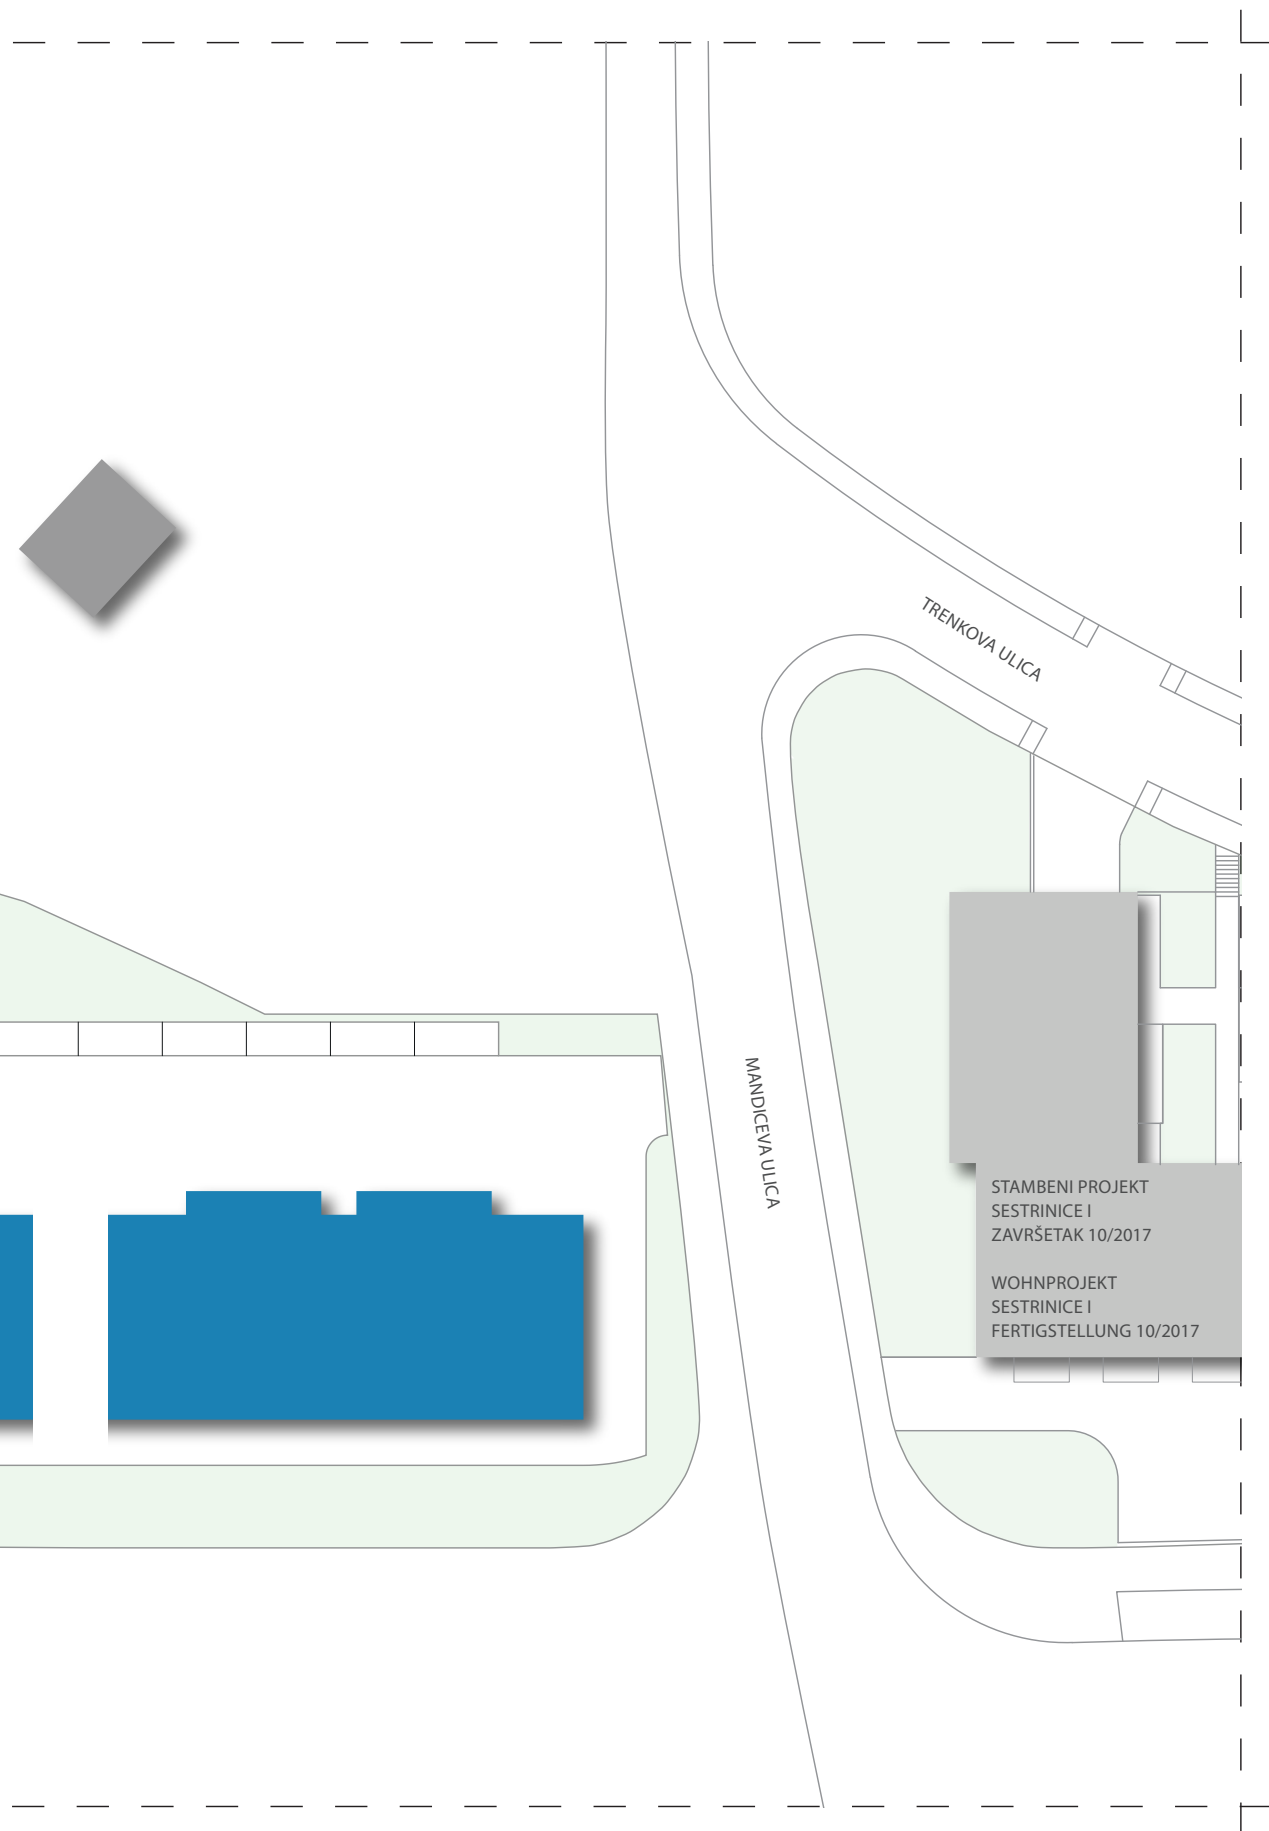 TRENKOVA ULICA
MANDICEVA ULICA
STAMBENI PROJEKT
SESTRINICE I
ZAVRŠETAK 10/2017
WOHNPROJEKT
SESTRINICE I
FERTIGSTELLUNG 10/2017